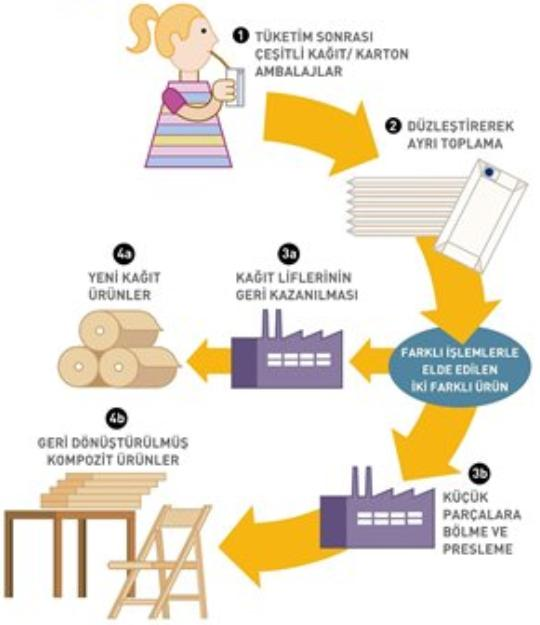 1 TÜKETİM SONRASI
ÇEŞİTLİ KAĞIT/ KARTON
AMBALAJLAR
2 DÜZLEŞTİREREK
AYRI TOPLAMA
3a
KAĞIT LİFLERİNİN
GERİ KAZANILMASI
4a
YENİ KAĞIT
ÜRÜNLER
FARKLI İŞLEMLERLE
ELDE EDİLEN
İKİ FARKLI ÜRÜN
3b
KÜÇÜK
PARÇALARA
BÖLME VE
PRESLEME
4b
GERİ DÖNÜŞTÜRÜLMÜŞ
KOMPOZİT ÜRÜNLER